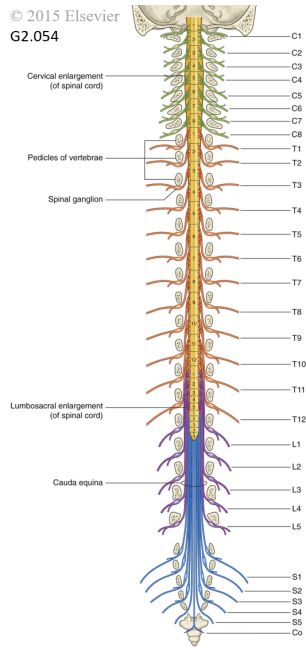 © 2015 Elsevier
G2.054
Cervical enlargement
(of spinal cord)
Pedicles of vertebrae
Spinal ganglion
Lumbosacral enlargement
(of spinal cord)
Cauda equina
C1
C2
C3
C4
C5
C6
C7
C8
T1
T2
T3
T4
T5
T6
T7
T8
T9
T10
T11
T12
L1
L2
L3
L4
L5
S1
S2
S3
S4
S5
Co